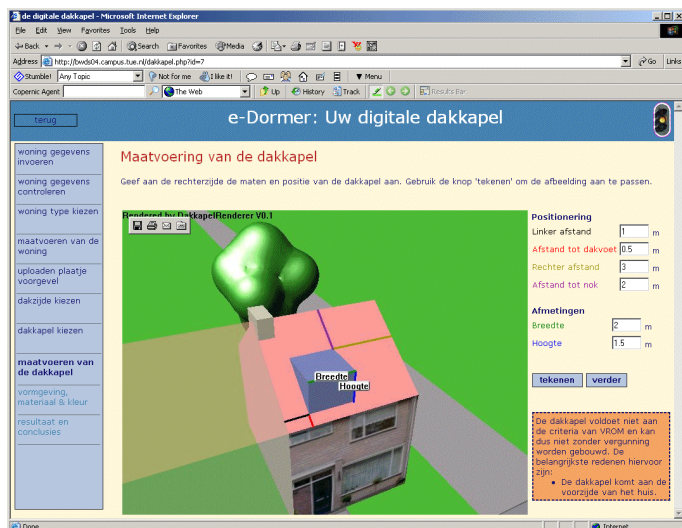 de digitale dakkapel - Microsoft Internet Explorer
File Edit View Favorites Tools Help
Back Search Favorites Media
Address http://bwds04.campus.tue.nl/dakkapel.php?id=7 Go Links
Stumble! Any Topic Not for me I like it! Menu
Copernic Agent The Web Up History Track Results Bar
terug
e-Dormer: Uw digitale dakkapel
woning gegevens
invoeren
woning gegevens
controleren
woning type kiezen
maatvoeren van de
woning
uploaden plaatje
voorgevel
dakzijde kiezen
dakkapel kiezen
maatvoeren van
de dakkapel
vormgeving,
materiaal & kleur
resultaat en
conclusies
Maatvoering van de dakkapel
Geef aan de rechterzijde de maten en positie van de dakkapel aan. Gebruik de knop 'tekenen' om de afbeelding aan te passen.
Rendered by DakkapelRenderer V0.1
Breedte
Hoogte
Positionering
Linker afstand 1 m
Afstand tot dakvoet 0.5 m
Rechter afstand 3 m
Afstand tot nok 2 m
Afmetingen
Breedte 2 m
Hoogte 1.5 m
tekenen verder
De dakkapel voldoet niet aan
de criteria van VROM en kan
dus niet zonder vergunning
worden gebouwd. De
belangrijkste redenen hiervoor
zijn:
• De dakkapel komt aan de
voorzijde van het huis.
Done Internet